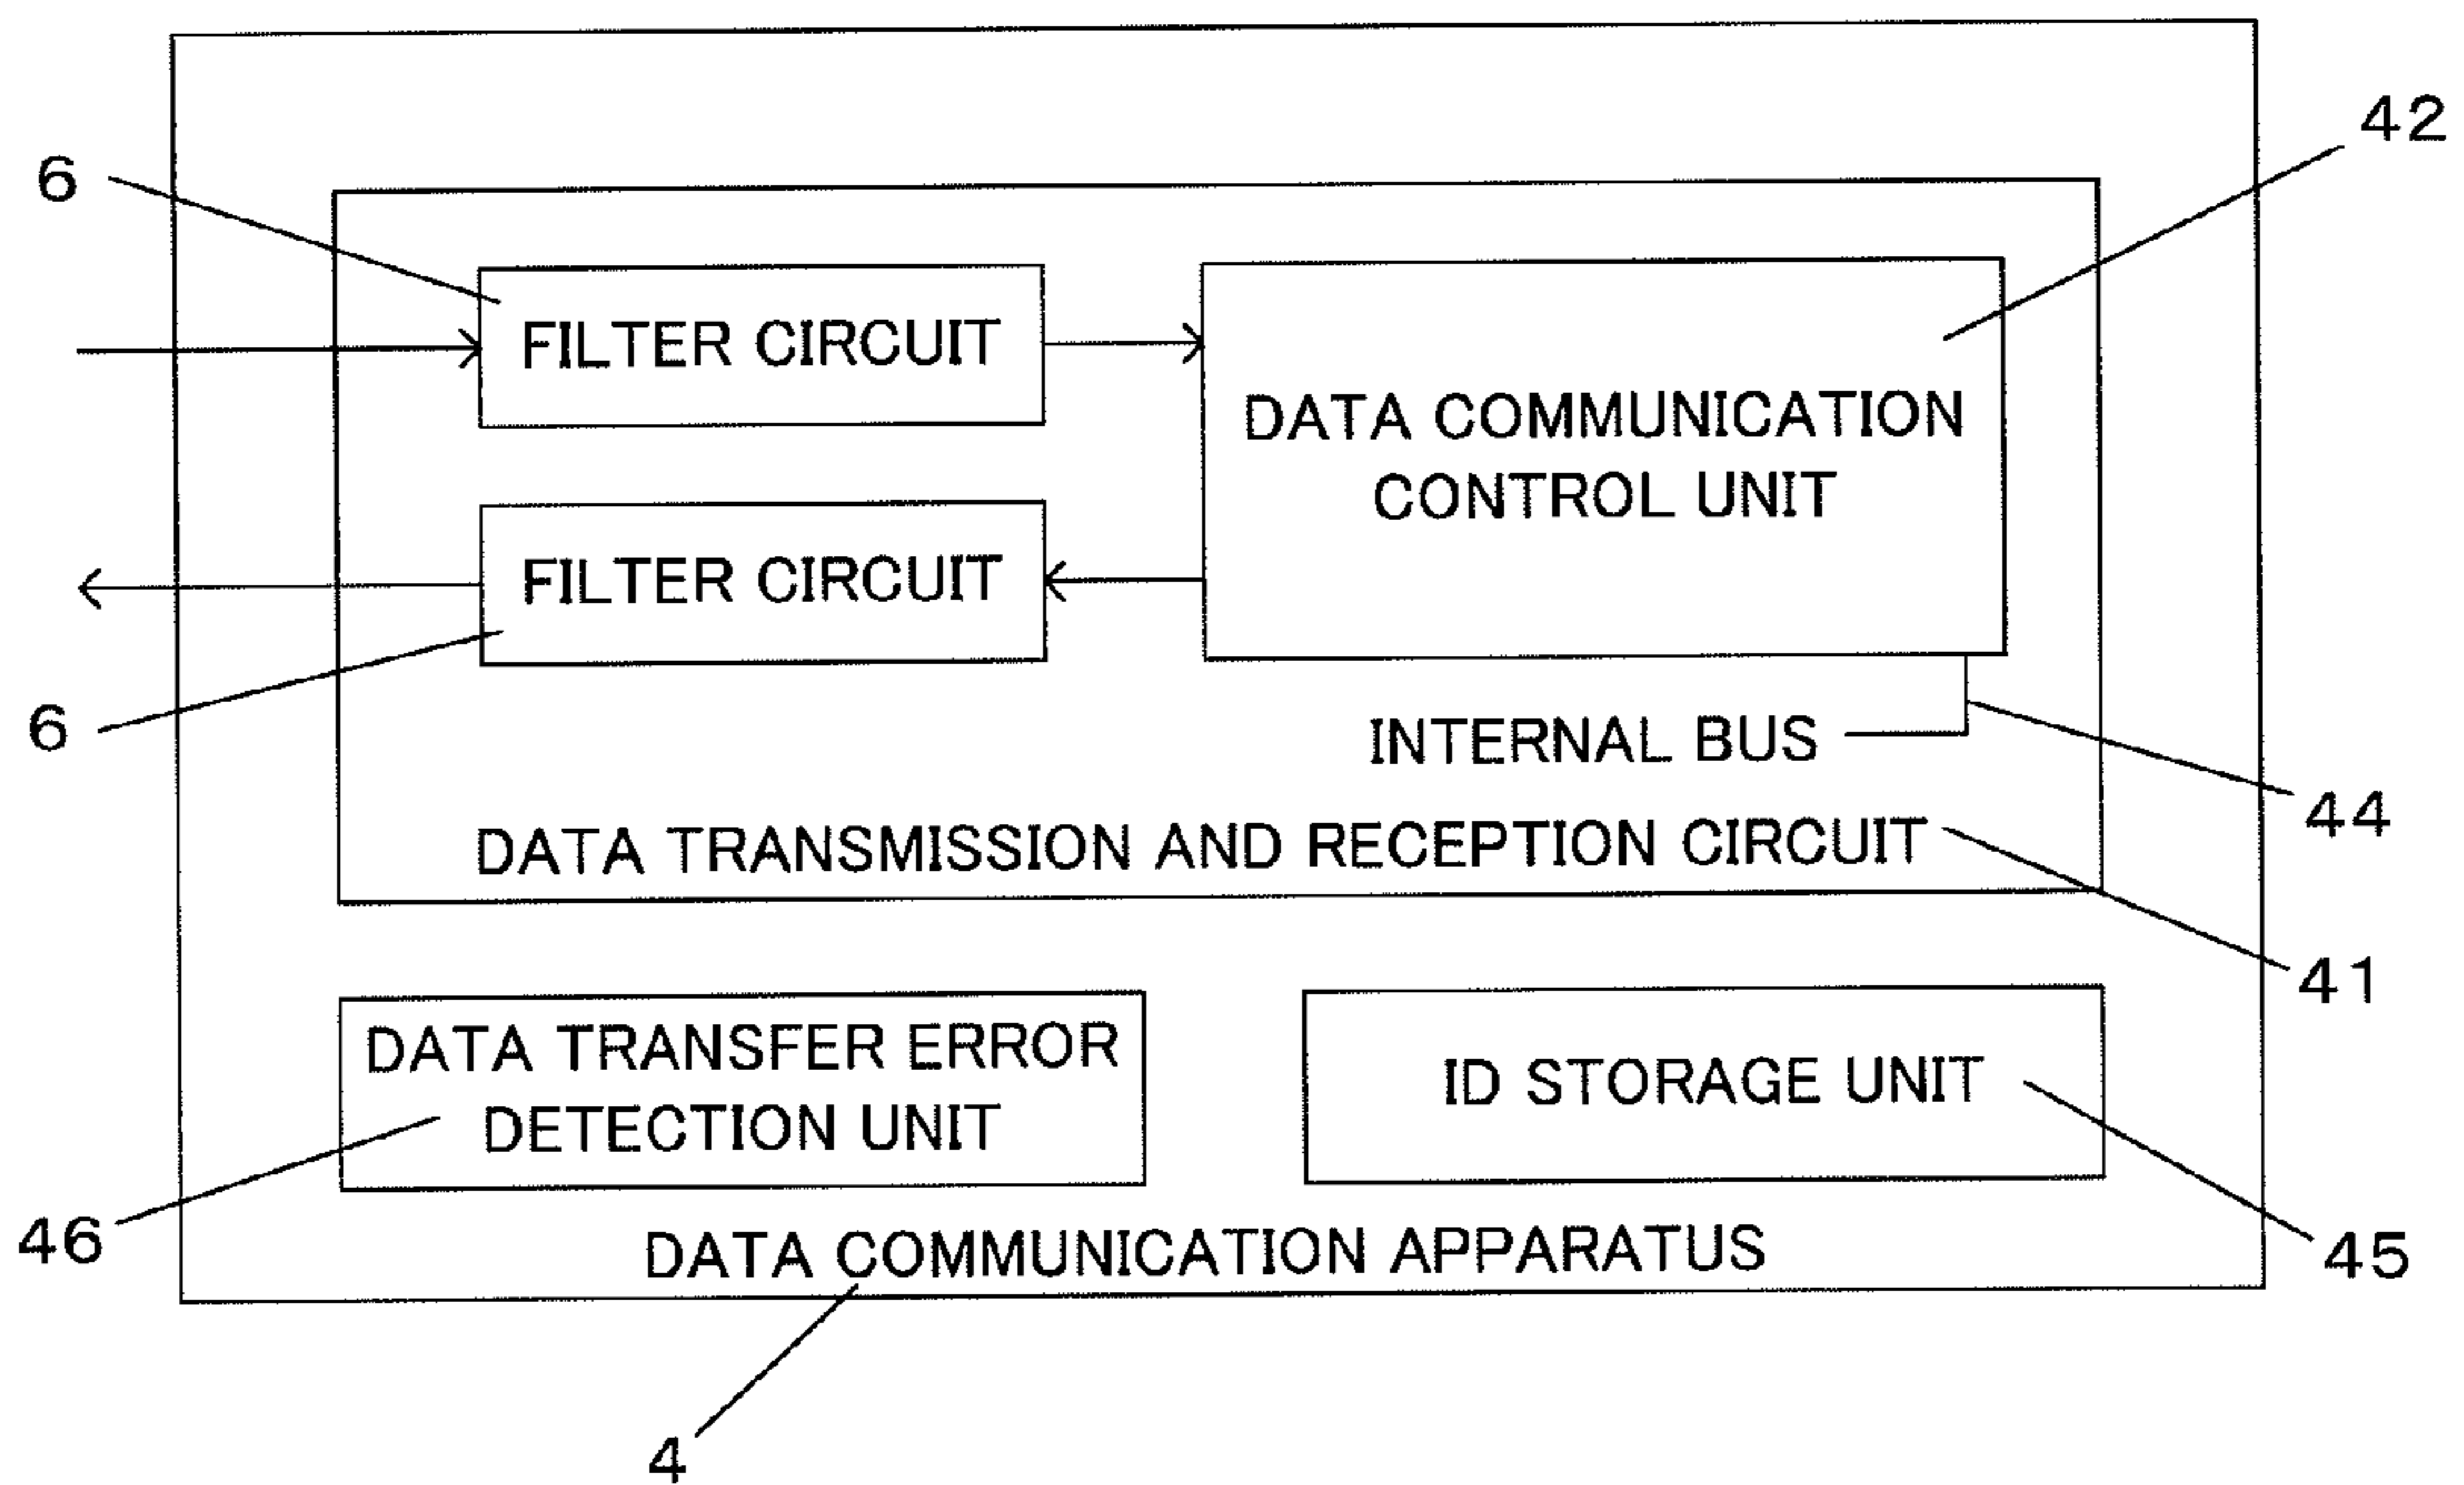 42
6
FILTER CIRCUIT
DATA COMMUNICATION
CONTROL UNIT
FILTER CIRCUIT
6
INTERNAL BUS
44
DATA TRANSMISSION AND RECEPTION CIRCUIT
41
DATA TRANSFER ERROR
DETECTION UNIT
ID STORAGE UNIT
46
45
DATA COMMUNICATION APPARATUS
4